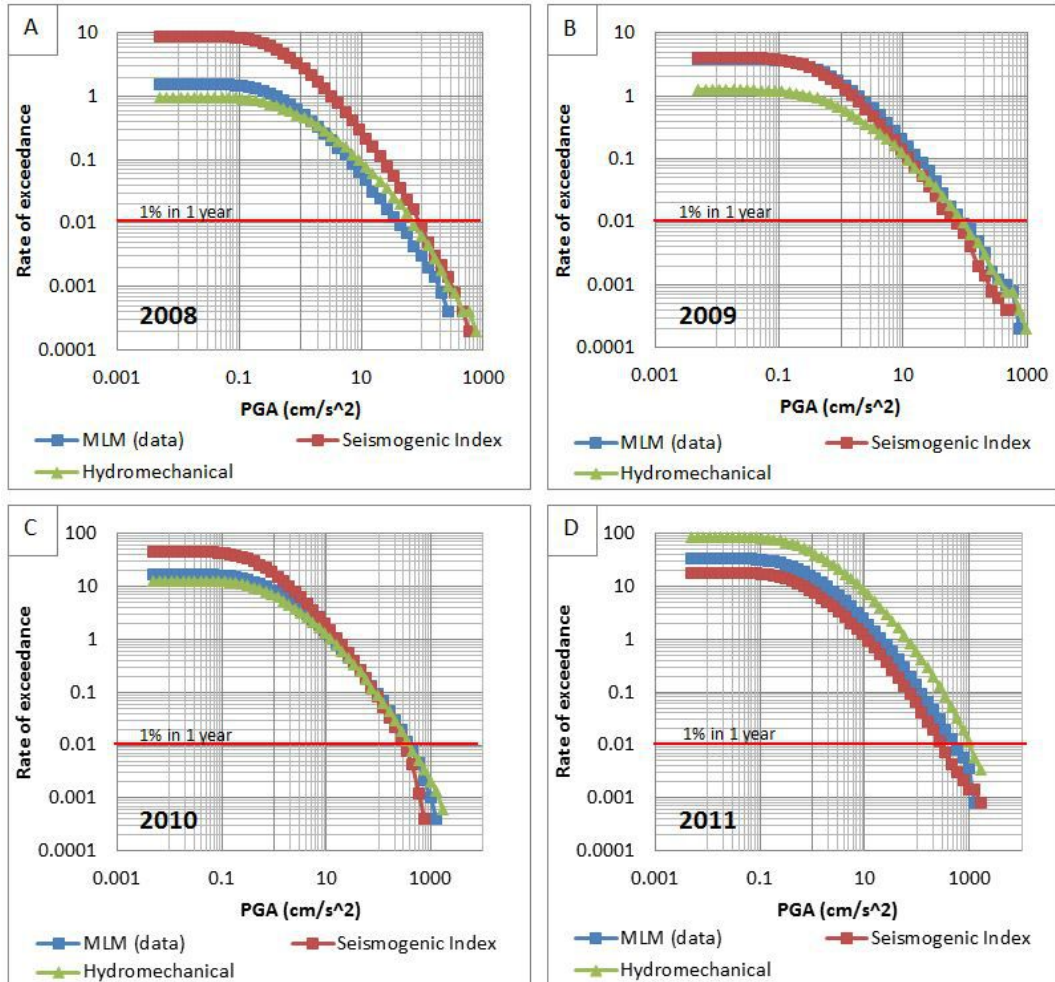 A
10
1
0.1
0.01
0.001
0.0001
Rate of exceedance
1% in 1 year
2008
0.001 0.1 10 1000
PGA (cm/s^2)
MLM (data) Seismogenic Index
Hydromechanical
B
10
1
0.1
0.01
0.001
0.0001
Rate of exceedance
1% in 1 year
2009
0.001 0.1 10 1000
PGA (cm/s^2)
MLM (data) Seismogenic Index
Hydromechanical
C
100
10
1
0.1
0.01
0.001
0.0001
Rate of exceedance
1% in 1 year
2010
0.001 0.1 10 1000
PGA (cm/s^2)
MLM (data) Seismogenic Index
Hydromechanical
D
100
10
1
0.1
0.01
0.001
0.0001
Rate of exceedance
1% in 1 year
2011
0.001 0.1 10 1000
PGA (cm/s^2)
MLM (data) Seismogenic Index
Hydromechanical